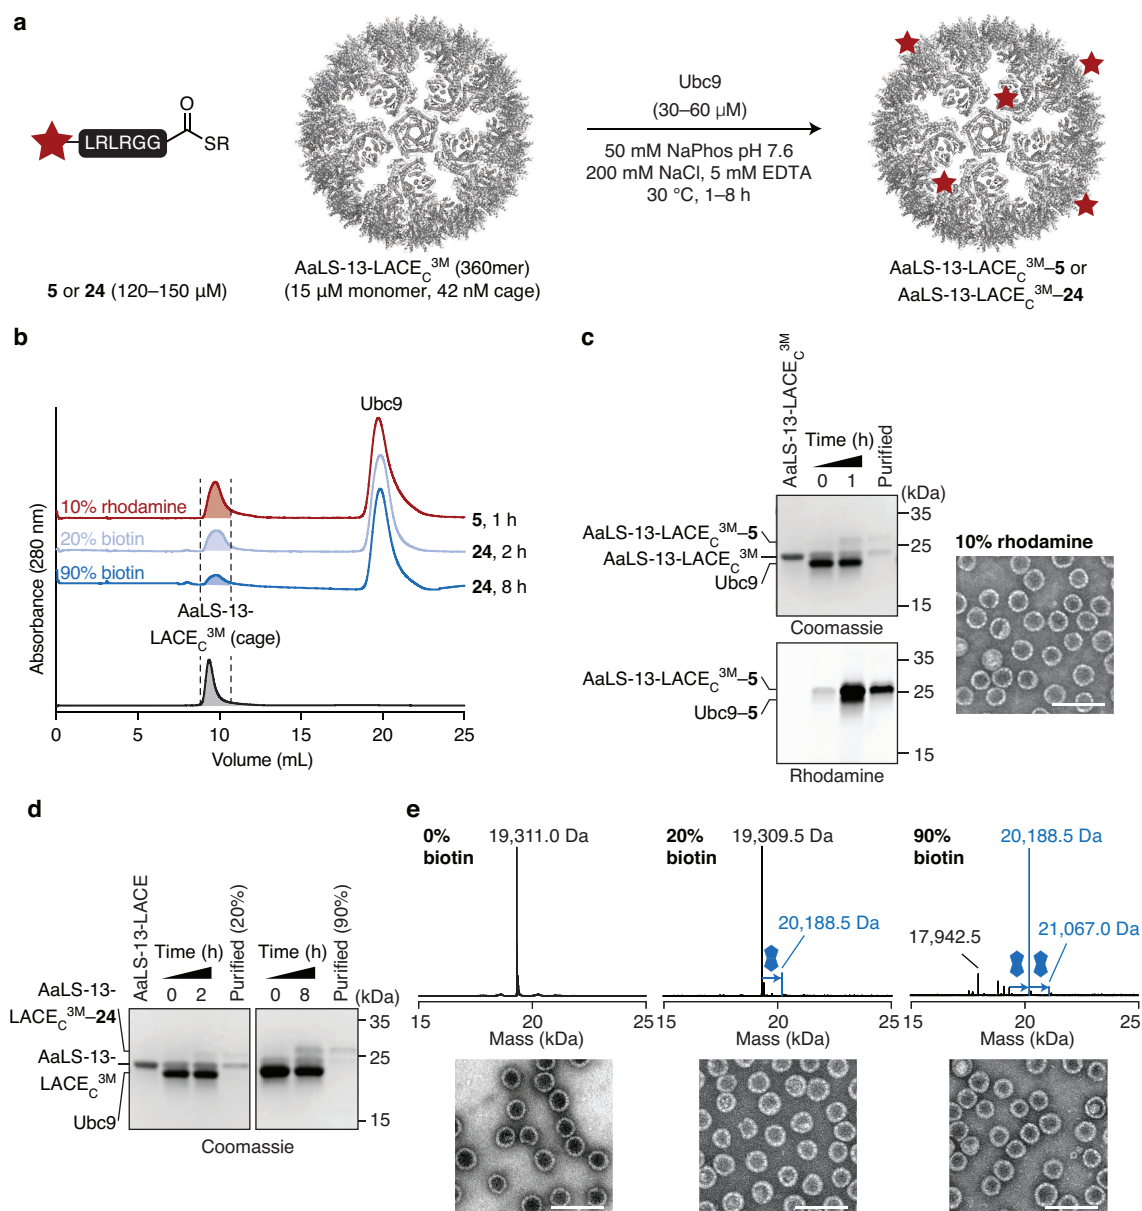 a
LRLRGG
O
SR
5 or 24 (120–150 µM)
AaLS-13-LACE_C^3M (360mer)
(15 µM monomer, 42 nM cage)
Ubc9
(30–60 µM)
50 mM NaPhos pH 7.6
200 mM NaCl, 5 mM EDTA
30 °C, 1–8 h
AaLS-13-LACE_C^3M–5 or
AaLS-13-LACE_C^3M–24
b
Absorbance (280 nm)
Ubc9
10% rhodamine
5, 1 h
20% biotin
24, 2 h
90% biotin
24, 8 h
AaLS-13-
LACE_C^3M (cage)
0 5 10 15 20 25
Volume (mL)
c
AaLS-13-LACE_C^3M
Time (h)
0 1
Purified
(kDa)
35
AaLS-13-LACE_C^3M–5
25
AaLS-13-LACE_C^3M
Ubc9
15
Coomassie
35
AaLS-13-LACE_C^3M–5
25
Ubc9–5
15
Rhodamine
10% rhodamine
d
AaLS-13-LACE
Time (h)
0 2
Purified (20%)
Time (h)
0 8
Purified (90%)
(kDa)
AaLS-13-
LACE_C^3M–24
35
AaLS-13-
LACE_C^3M
25
Ubc9
15
Coomassie
e
0%
biotin
19,311.0 Da
15 20 25
Mass (kDa)
20%
biotin
19,309.5 Da
20,188.5 Da
15 20 25
Mass (kDa)
90%
biotin
20,188.5 Da
17,942.5
21,067.0 Da
15 20 25
Mass (kDa)